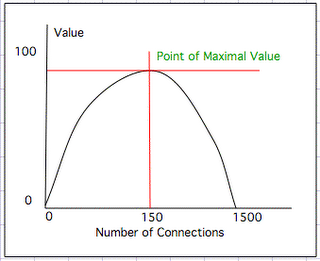 Value
100
Point of Maximal Value
0
0 150 1500
Number of Connections